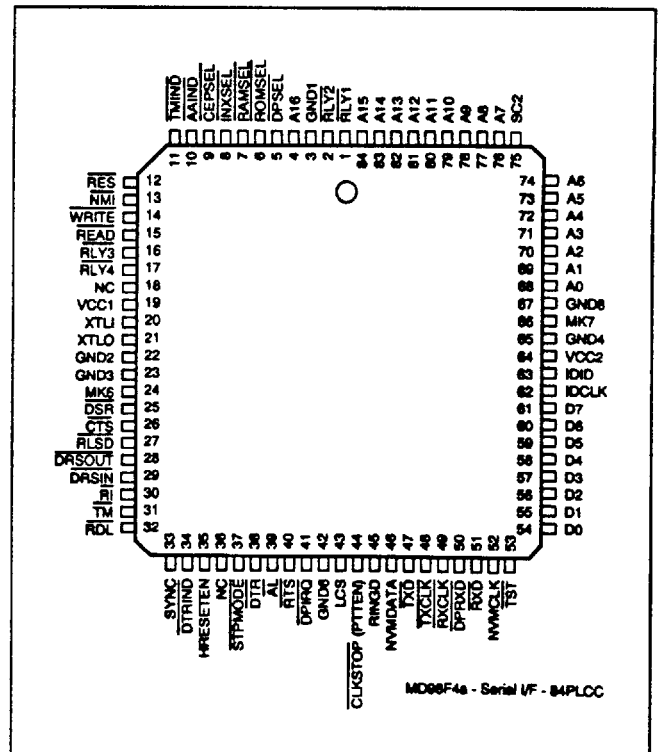 TMIND
AAIND
CEPSEL
INXSEL
RAMSEL
ROMSEL
DPSEL
A16
GND1
RLY2
RLY1
A15
A14
A13
A12
A11
A10
A9
A8
A7
SC2
11 10 9 8 7 6 5 4 3 2 1 84 83 82 81 80 79 78 77 76 75
RES 12 74 A6
NMI 13 73 A5
WRITE 14 72 A4
READ 15 71 A3
RLY3 16 70 A2
RLY4 17 69 A1
NC 18 68 A0
VCC1 19 67 GND8
XTLI 20 66 MK7
XTLO 21 65 GND4
GND2 22 64 VCC2
GND3 23 63 IDID
MK6 24 62 IDCLK
DSR 25 61 D7
CTS 26 60 D6
RLSD 27 59 D5
DRSOUT 28 58 D4
DRSIN 29 57 D3
RI 30 56 D2
TM 31 55 D1
RDL 32 54 D0
33 34 35 36 37 38 39 40 41 42 43 44 45 46 47 48 49 50 51 52 53
SYNC
DTRIND
HRESETEN
NC
STPMODE
DTR
AL
RTS
DPIRQ
GND6
LCS
CLKSTOP (PTTEN)
RINGD
NVMDATA
TXD
TXCLK
RXCLK
DPRXD
RXD
NVMCLK
TST
MD96F4a - Serial I/F - 84PLCC